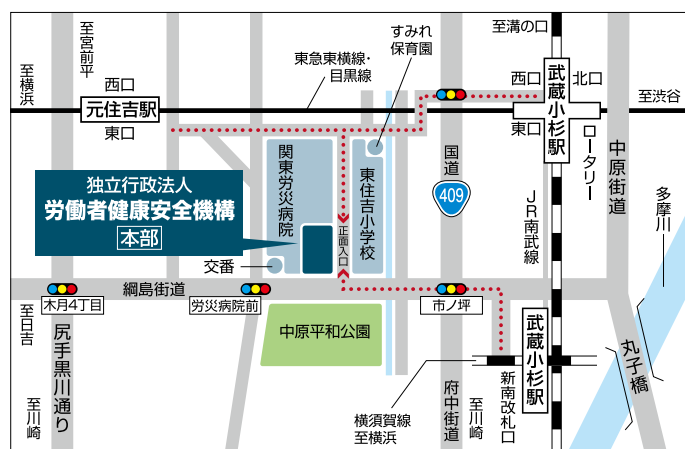 至溝の口
すみれ
保育園
至宮前平
東急東横線・
目黒線
西口
武蔵小杉駅
北口
至横浜
西口
元住吉駅
東口
至渋谷
東口
ロータリー
中原街道
関東労災病院
東住吉小学校
国道
409
JR南武線
多摩川
独立行政法人
労働者健康安全機構
本部
正面入口
交番
綱島街道
木月4丁目
労災病院前
市ノ坪
至日吉
尻手黒川通り
至川崎
中原平和公園
武蔵小杉駅
丸子橋
新南改札口
横須賀線
至横浜
府中街道
至川崎